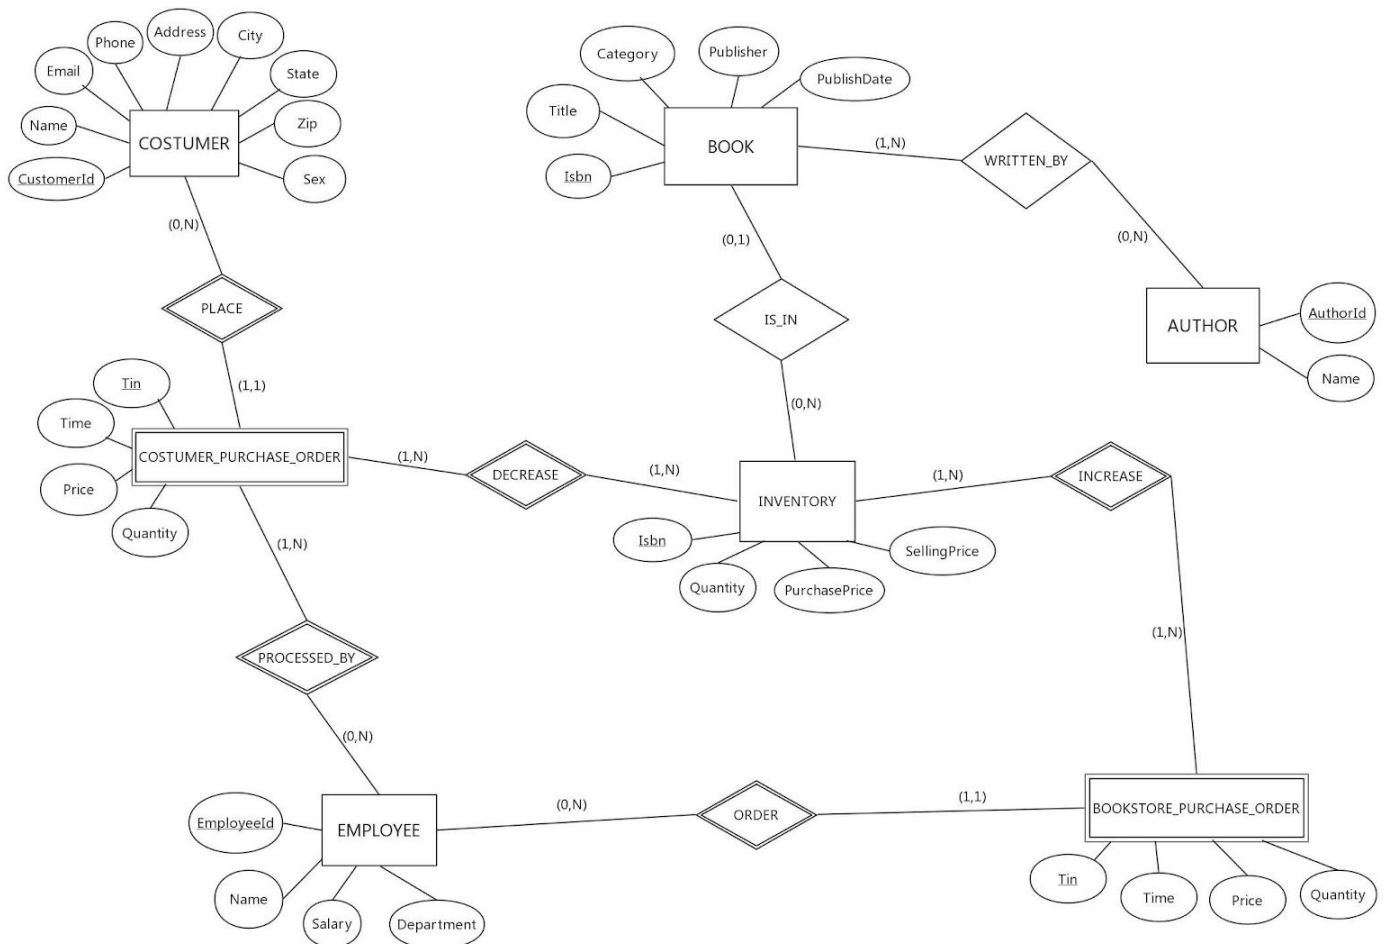 Phone
Address
City
Email
State
Name
COSTUMER
Zip
CustomerId
Sex
(0,N)
PLACE
(1,1)
Tin
Time
COSTUMER_PURCHASE_ORDER
Price
Quantity
Category
Publisher
PublishDate
Title
BOOK
Isbn
(1,N)
WRITTEN_BY
(0,N)
AUTHOR
AuthorId
Name
(0,1)
IS_IN
(0,N)
(1,N)
DECREASE
(1,N)
INVENTORY
Isbn
Quantity
PurchasePrice
SellingPrice
(1,N)
INCREASE
(1,N)
(1,N)
PROCESSED_BY
(0,N)
EmployeeId
EMPLOYEE
Name
Salary
Department
(0,N)
ORDER
(1,1)
BOOKSTORE_PURCHASE_ORDER
Tin
Time
Price
Quantity